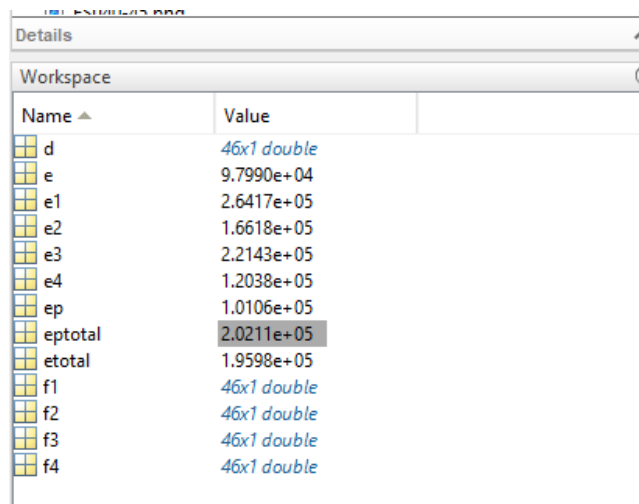 Details
Workspace
Name Value
d 46x1 double
e 9.7990e+04
e1 2.6417e+05
e2 1.6618e+05
e3 2.2143e+05
e4 1.2038e+05
ep 1.0106e+05
eptotal 2.0211e+05
etotal 1.9598e+05
f1 46x1 double
f2 46x1 double
f3 46x1 double
f4 46x1 double